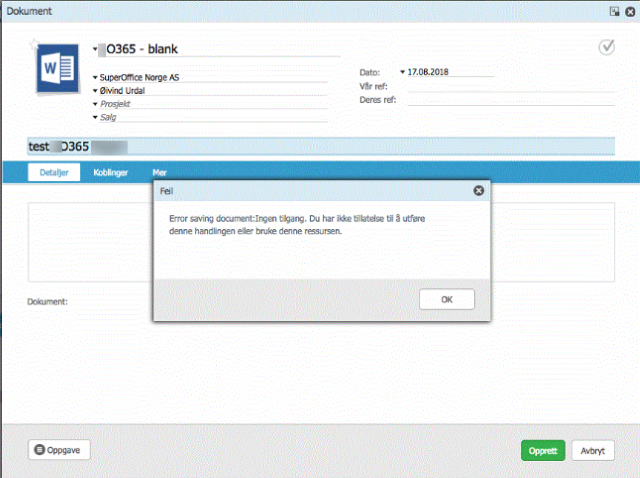 Dokument
O365 - blank
SuperOffice Norge AS
Øivind Urdal
Prosjekt
Salg
Dato: 17.08.2018
Vår ref:
Deres ref:
test O365
Detaljer Koblinger Mer
Feil
Error saving document:Ingen tilgang. Du har ikke tillatelse til å utføre
denne handlingen eller bruke denne ressursen.
OK
Dokument:
Oppgave
Opprett Avbryt